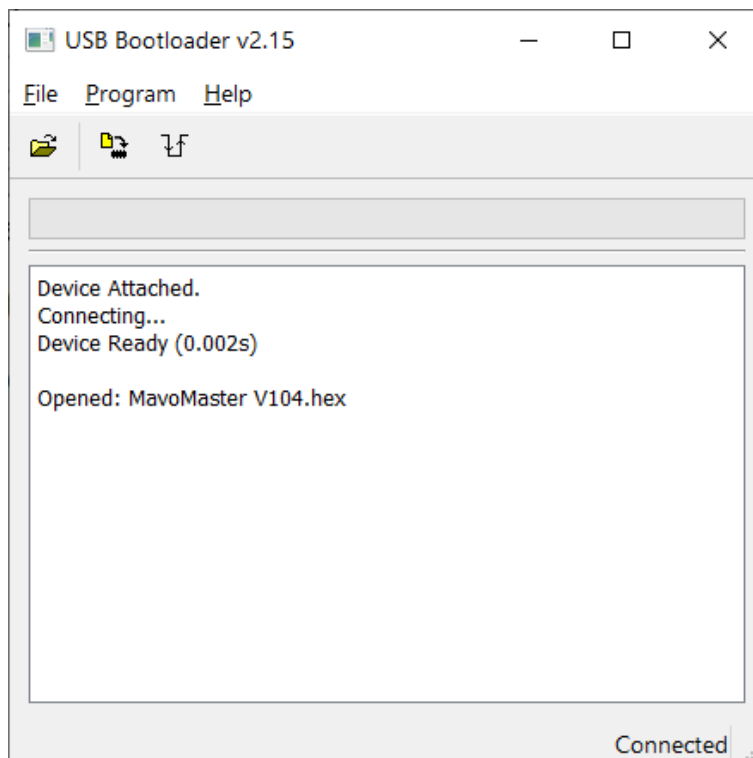 USB Bootloader v2.15
File Program Help
Device Attached.
Connecting...
Device Ready (0.002s)
Opened: MavoMaster V104.hex
Connected